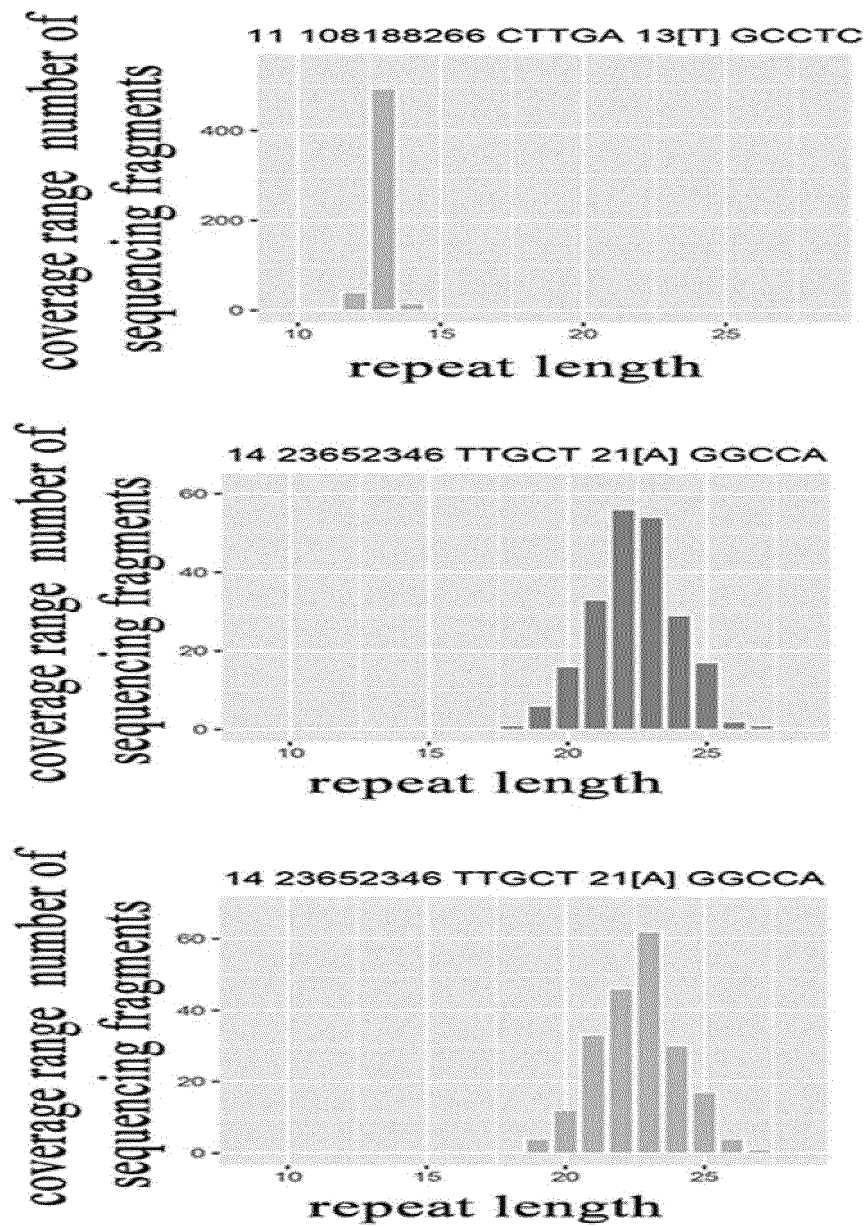 11 108188266 CTTGA 13[T] GCCTC
coverage range number of
sequencing fragments
400
200
0
10 15 20 25
repeat length
14 23652346 TTGCT 21[A] GGCCA
coverage range number of
sequencing fragments
60
40
20
0
10 15 20 25
repeat length
14 23652346 TTGCT 21[A] GGCCA
coverage range number of
sequencing fragments
60
40
20
0
10 15 20 25
repeat length